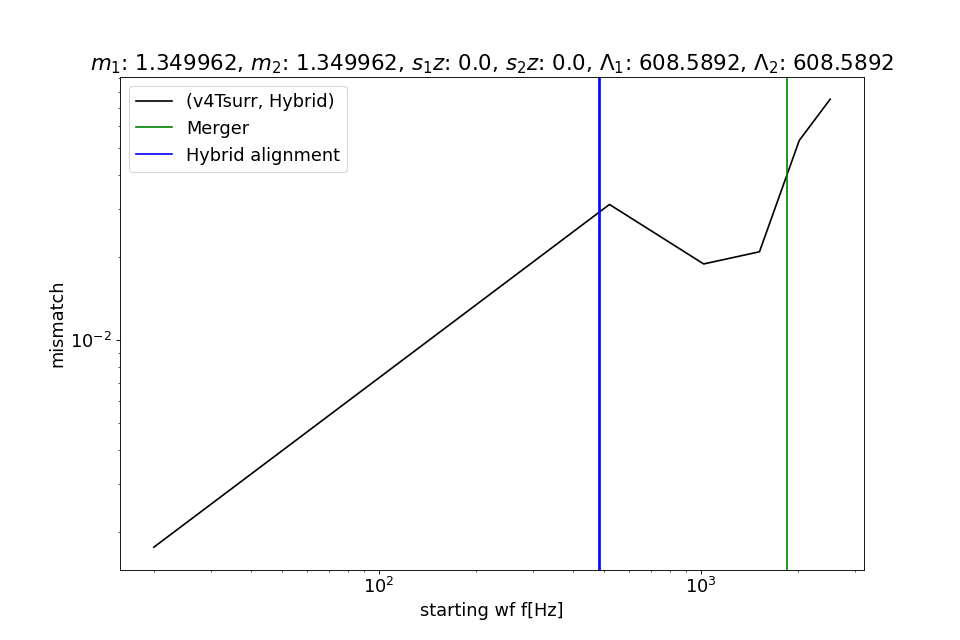 m₁: 1.349962, m₂: 1.349962, s₁z: 0.0, s₂z: 0.0, Λ₁: 608.5892, Λ₂: 608.5892
(v4Tsurr, Hybrid)
Merger
Hybrid alignment
mismatch
10⁻²
10²
10³
starting wf f[Hz]